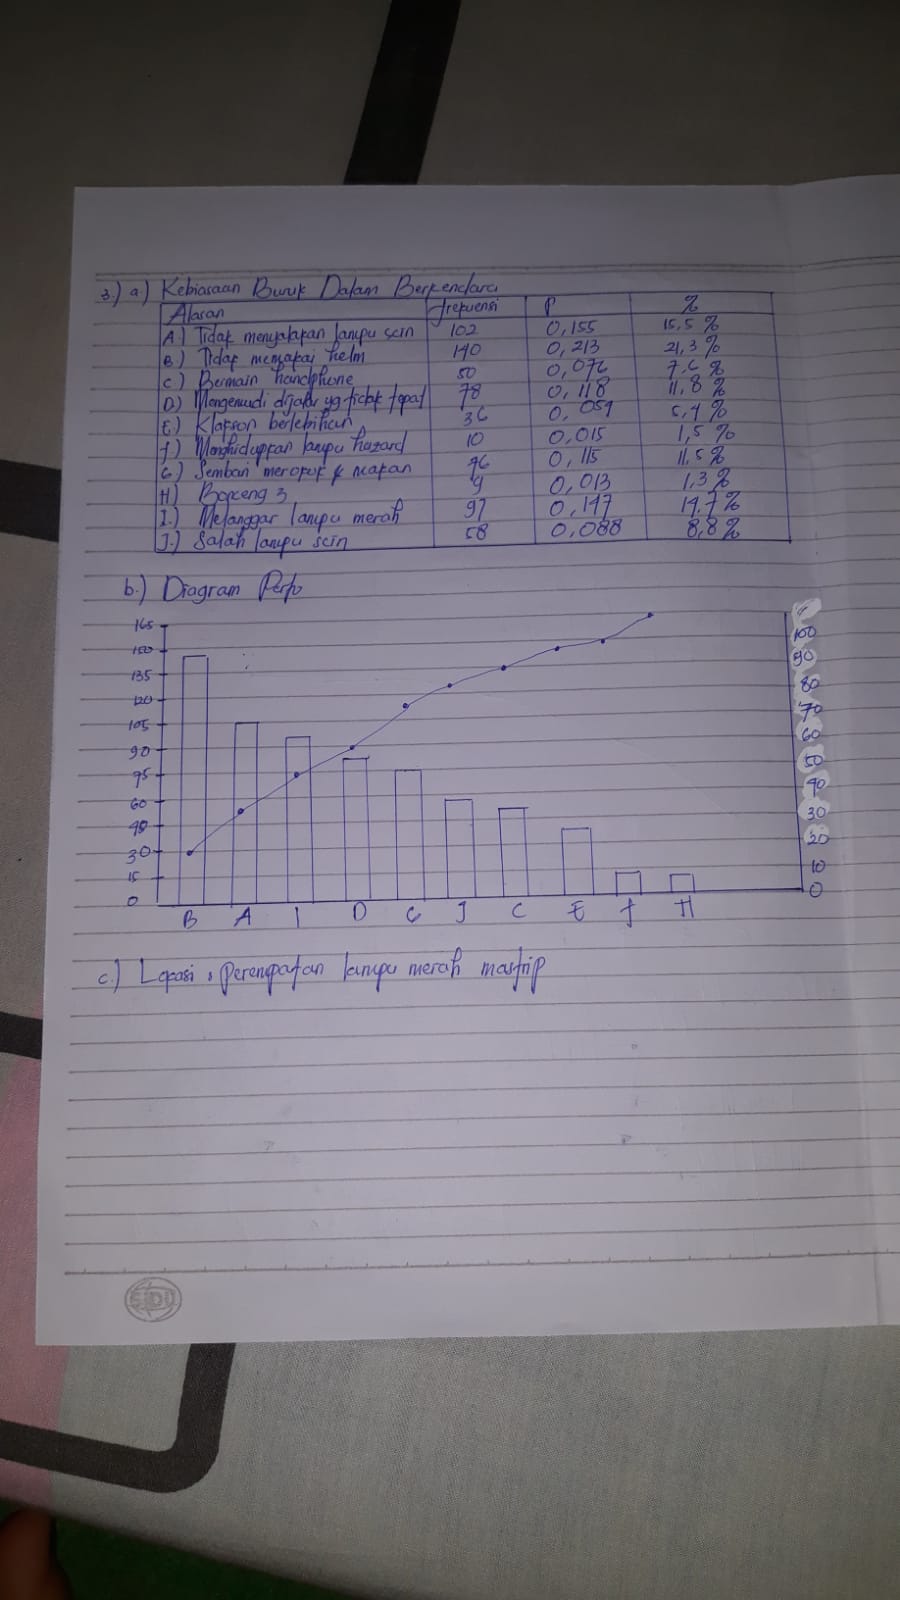 3.) a) Kebiasaan Buruk Dalam Berkendara
Alasan frekuensi P %
A.) Tidak menyalakan lampu sein 102 0,155 15,5 %
B) Tidak memakai helm 140 0,213 21,3 %
C) Bermain handphone 50 0,076 7,6 %
D) Mengemudi dijalur yg tidak tepat 78 0,118 11,8 %
E) Klakson berlebihan 36 0,054 5,4 %
f) Menghidupkan lampu hazard 10 0,015 1,5 %
G) Sembari merokok & makan 76 0,115 11,5 %
H) Bonceng 3 9 0,013 1,3 %
I.) Melanggar lampu merah 97 0,147 14,7 %
J.) Salah lampu sein 58 0,088 8,8 %
b.) Diagram
165
150 100
135 90
120 80
105 70
90 60
75 50
60 40
45 30
30 20
15 10
0 0
B A I D G J C E f H
c.) Lokasi : perempatan lampu merah mastrip
SIDU